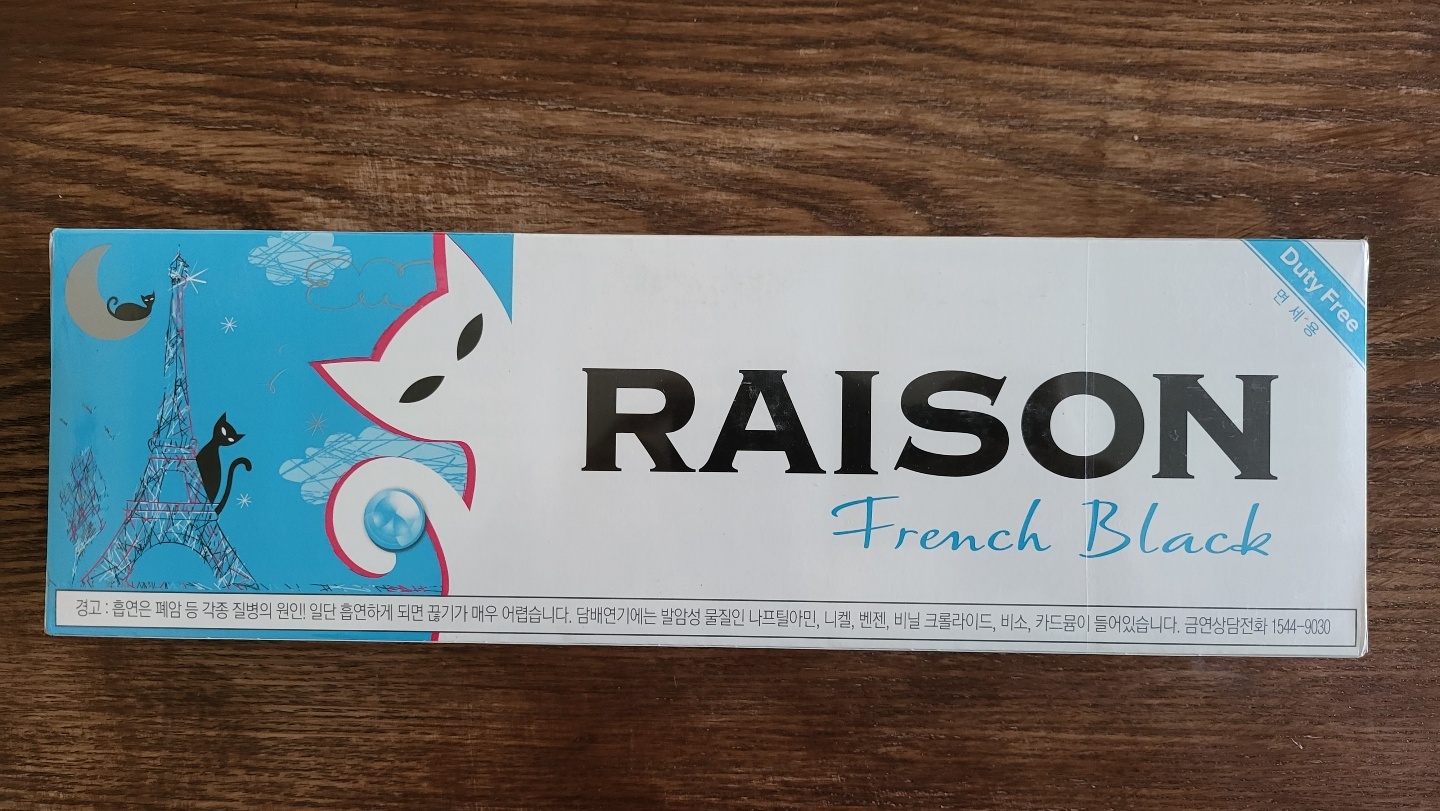 Duty Free
면 세 용
RAISON
French Black
경고 : 흡연은 폐암 등 각종 질병의 원인! 일단 흡연하게 되면 끊기가 매우 어렵습니다. 담배연기에는 발암성 물질인 나프틸아민, 니켈, 벤젠, 비닐 크롤라이드, 비소, 카드뮴이 들어있습니다. 금연상담전화 1544-9030